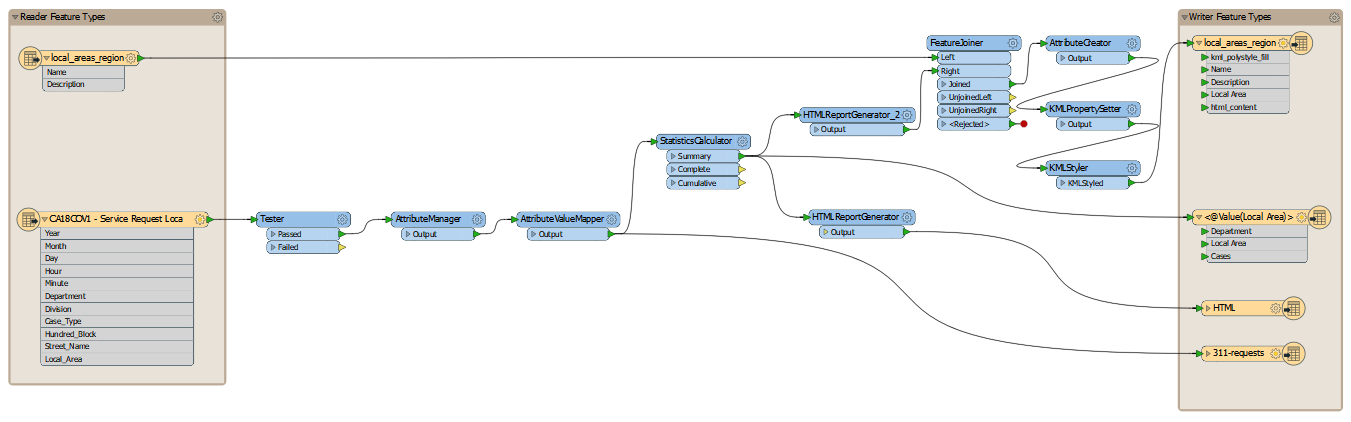 Reader Feature Types
local_areas_region
Name
Description
CA18COV1 - Service Request Loca
Year
Month
Day
Hour
Minute
Department
Division
Case_Type
Hundred_Block
Street_Name
Local_Area
Tester
Passed
Failed
AttributeManager
Output
AttributeValueMapper
Output
StatisticsCalculator
Summary
Complete
Cumulative
HTMLReportGenerator_2
Output
HTMLReportGenerator
Output
FeatureJoiner
Left
Right
Joined
UnjoinedLeft
UnjoinedRight
<Rejected>
AttributeCreator
Output
KMLPropertySetter
Output
KMLStyler
KMLStyled
Writer Feature Types
local_areas_region
kml_polystyle_fill
Name
Description
Local Area
html_content
<@Value(Local Area)>
Department
Local Area
Cases
HTML
311-requests